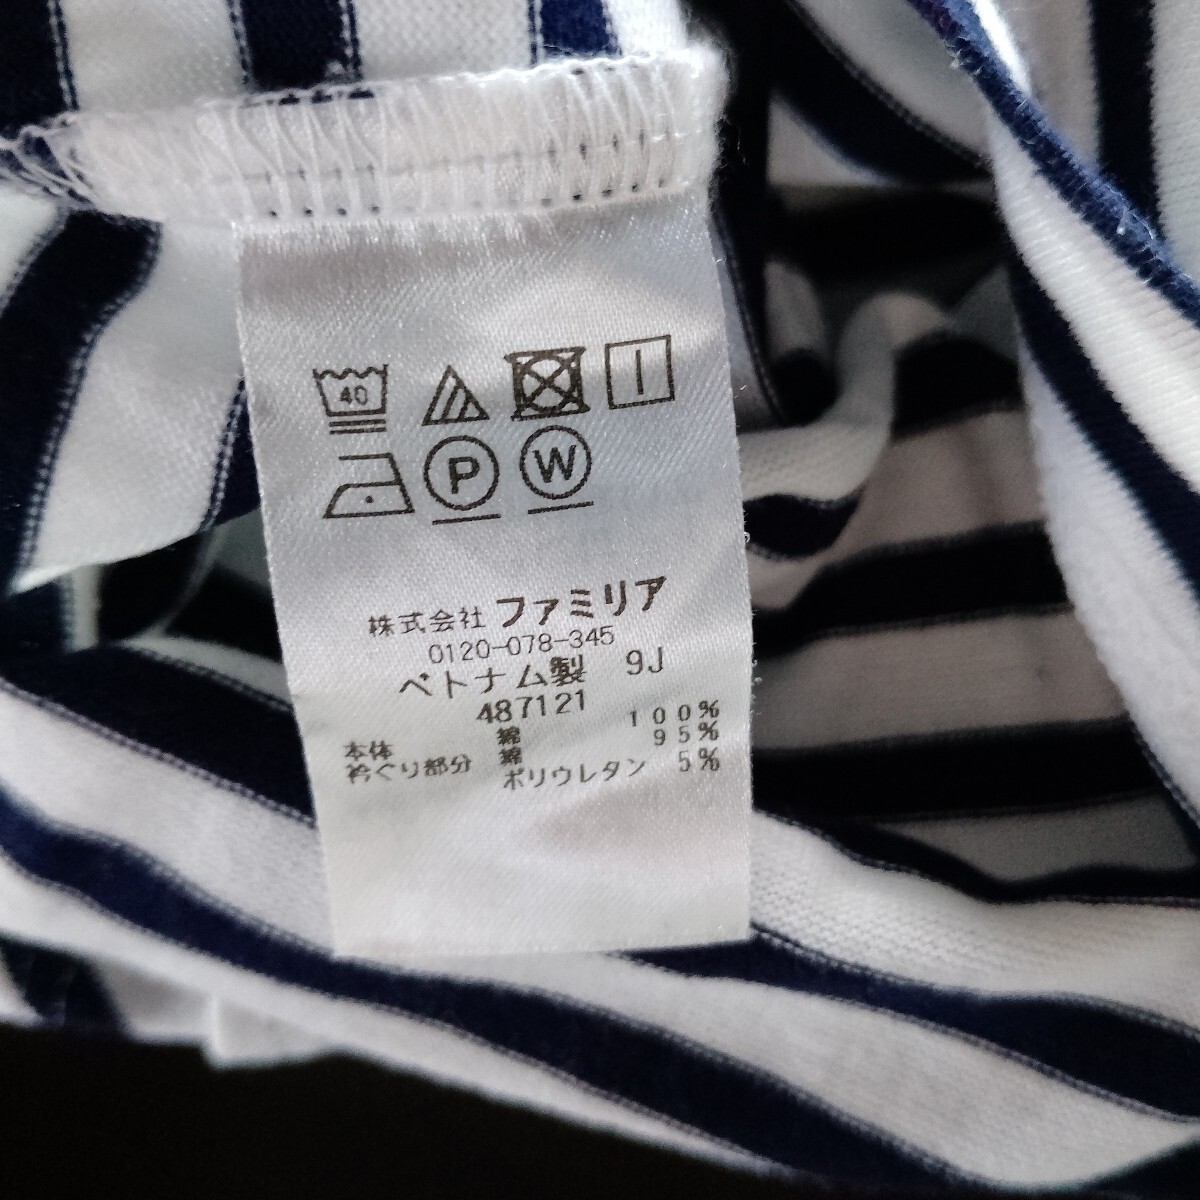 40
P W
株式会社 ファミリア
0120-078-345
ベトナム製 9J
487121
本体 綿 100%
衿ぐり部分 綿 95%
ポリウレタン 5%